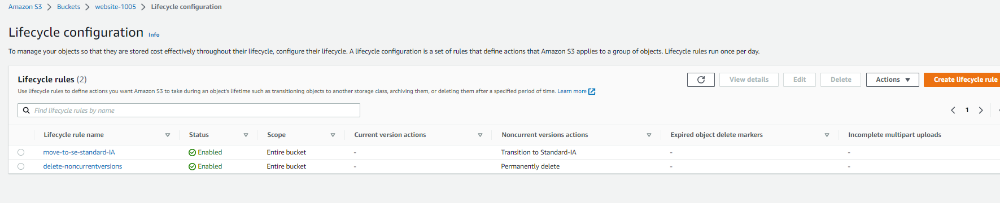 Amazon S3 > Buckets > website-1005 > Lifecycle configuration
Lifecycle configuration Info
To manage your objects so that they are stored cost effectively throughout their lifecycle, configure their lifecycle. A lifecycle configuration is a set of rules that define actions that Amazon S3 applies to a group of objects. Lifecycle rules run once per day.
Lifecycle rules (2) View details Edit Delete Actions Create lifecycle rule
Use lifecycle rules to define actions you want Amazon S3 to take during an object's lifetime such as transitioning objects to another storage class, archiving them, or deleting them after a specified period of time. Learn more
Find lifecycle rules by name < 1 >
Lifecycle rule name Status Scope Current version actions Noncurrent versions actions Expired object delete markers Incomplete multipart uploads
move-to-se-standard-IA Enabled Entire bucket - Transition to Standard-IA - -
delete-noncurrentversions Enabled Entire bucket - Permanently delete - -